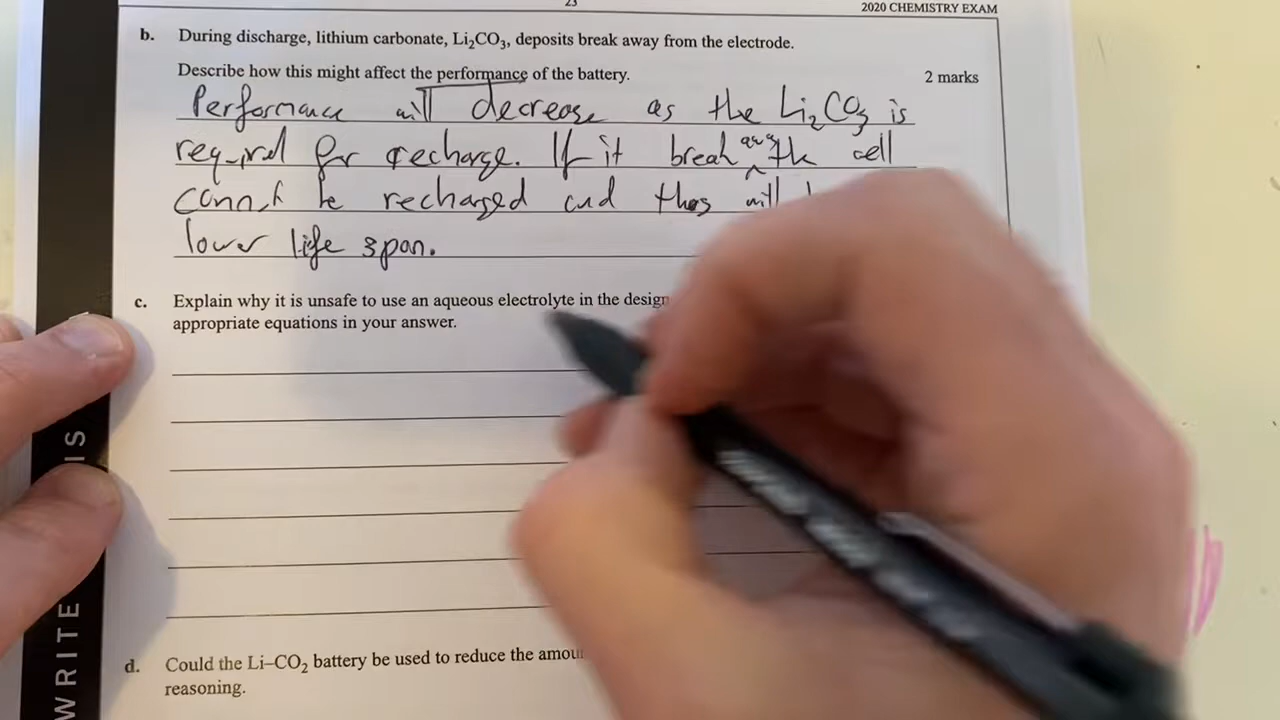 23
2020 CHEMISTRY EXAM
b. During discharge, lithium carbonate, Li₂CO₃, deposits break away from the electrode.
Describe how this might affect the performance of the battery. 2 marks
Performance will decrease as the Li₂CO₃ is
required for recharge. If it break away the cell
cannot be recharged and thus will
lower life span.
c. Explain why it is unsafe to use an aqueous electrolyte in the design
appropriate equations in your answer.
d. Could the Li–CO₂ battery be used to reduce the
reasoning.
WRITE
IS